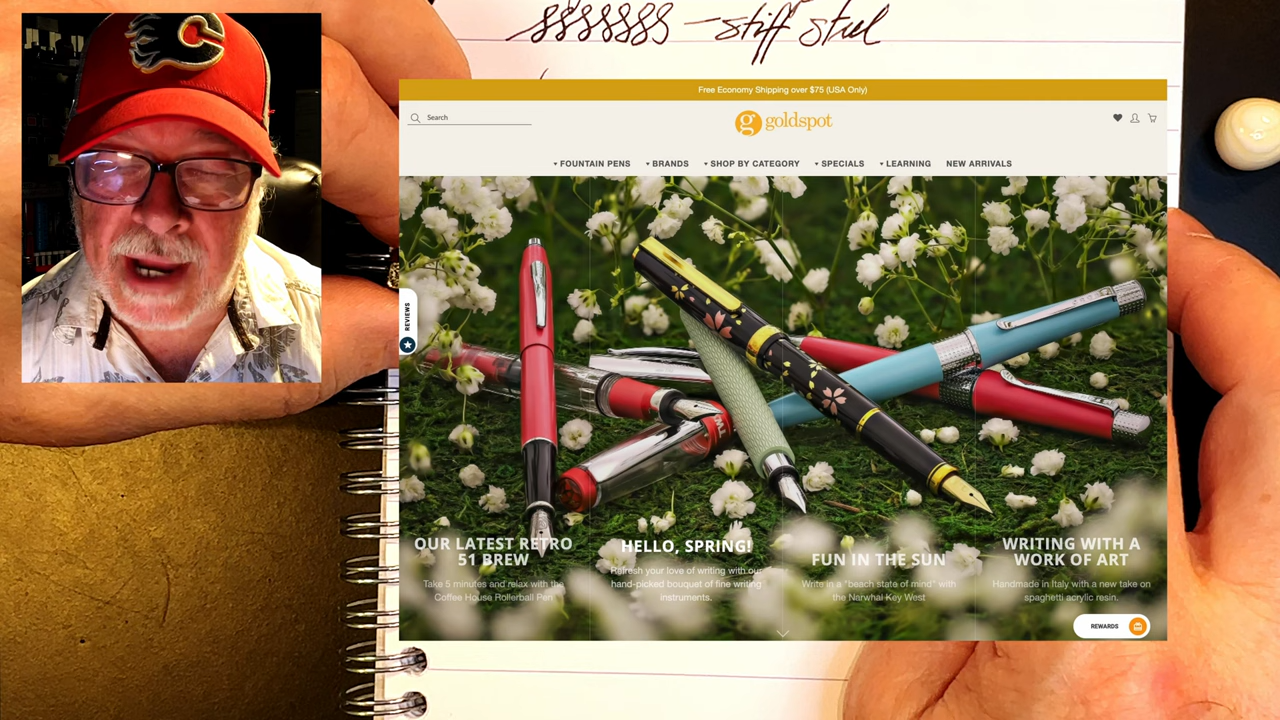 sssssss – stiff steel
Free Economy Shipping over $75 (USA Only)
Search
g goldspot
FOUNTAIN PENS BRANDS SHOP BY CATEGORY SPECIALS LEARNING NEW ARRIVALS
REVIEWS
TW
OUR LATEST RETRO
51 BREW
Take 5 minutes and relax with the
Coffee House Rollerball Pen
HELLO, SPRING!
Refresh your love of writing with our
hand-picked bouquet of fine writing
instruments.
FUN IN THE SUN
Write in a "beach state of mind" with
the Narwhal Key West
WRITING WITH A
WORK OF ART
Handmade in Italy with a new take on
spaghetti acrylic resin.
REWARDS